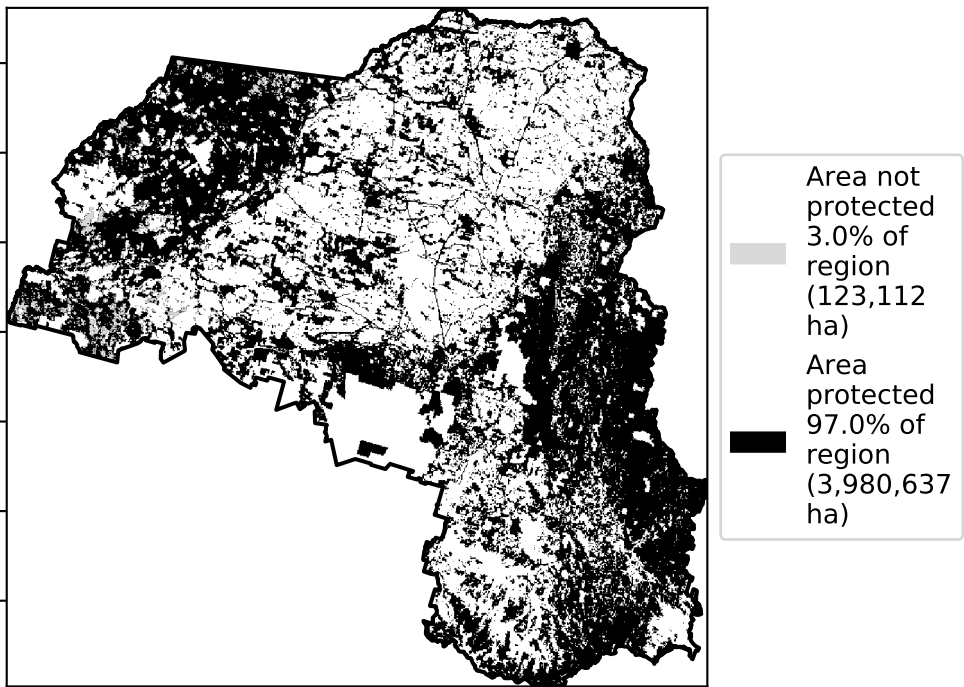 Area not
protected
3.0% of
region
(123,112
ha)
Area
protected
97.0% of
region
(3,980,637
ha)